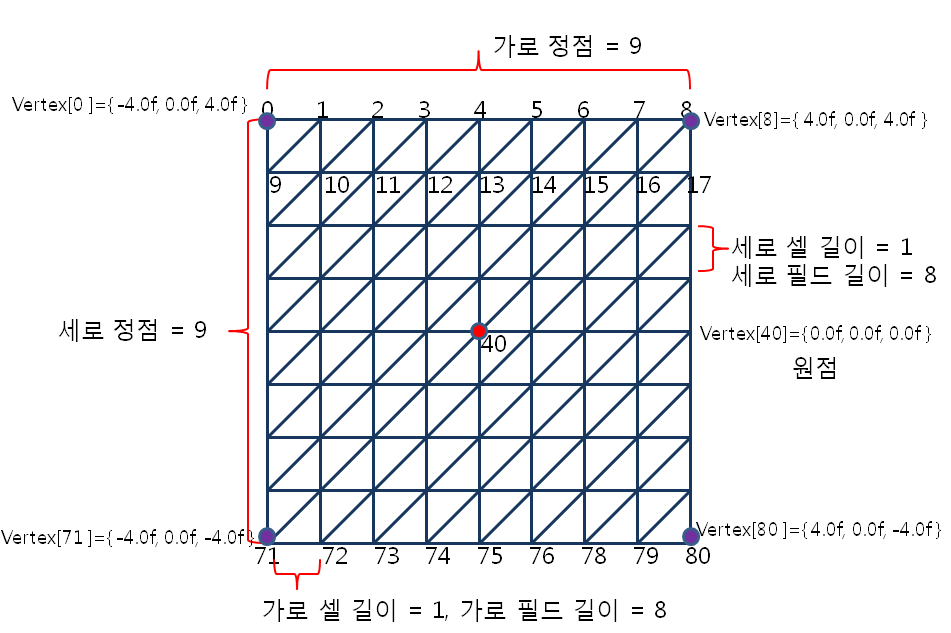 가로 정점 = 9
Vertex[0 ]={ -4.0f, 0.0f, 4.0f }
0 1 2 3 4 5 6 7 8
Vertex[8]={ 4.0f, 0.0f, 4.0f }
9 10 11 12 13 14 15 16 17
세로 셀 길이 = 1
세로 필드 길이 = 8
세로 정점 = 9
40
Vertex[40]={0.0f, 0.0f, 0.0f }
원점
Vertex[71 ]={ -4.0f, 0.0f, -4.0f }
Vertex[80 ]={ 4.0f, 0.0f, -4.0f}
71 72 73 74 75 76 78 79 80
가로 셀 길이 = 1, 가로 필드 길이 = 8